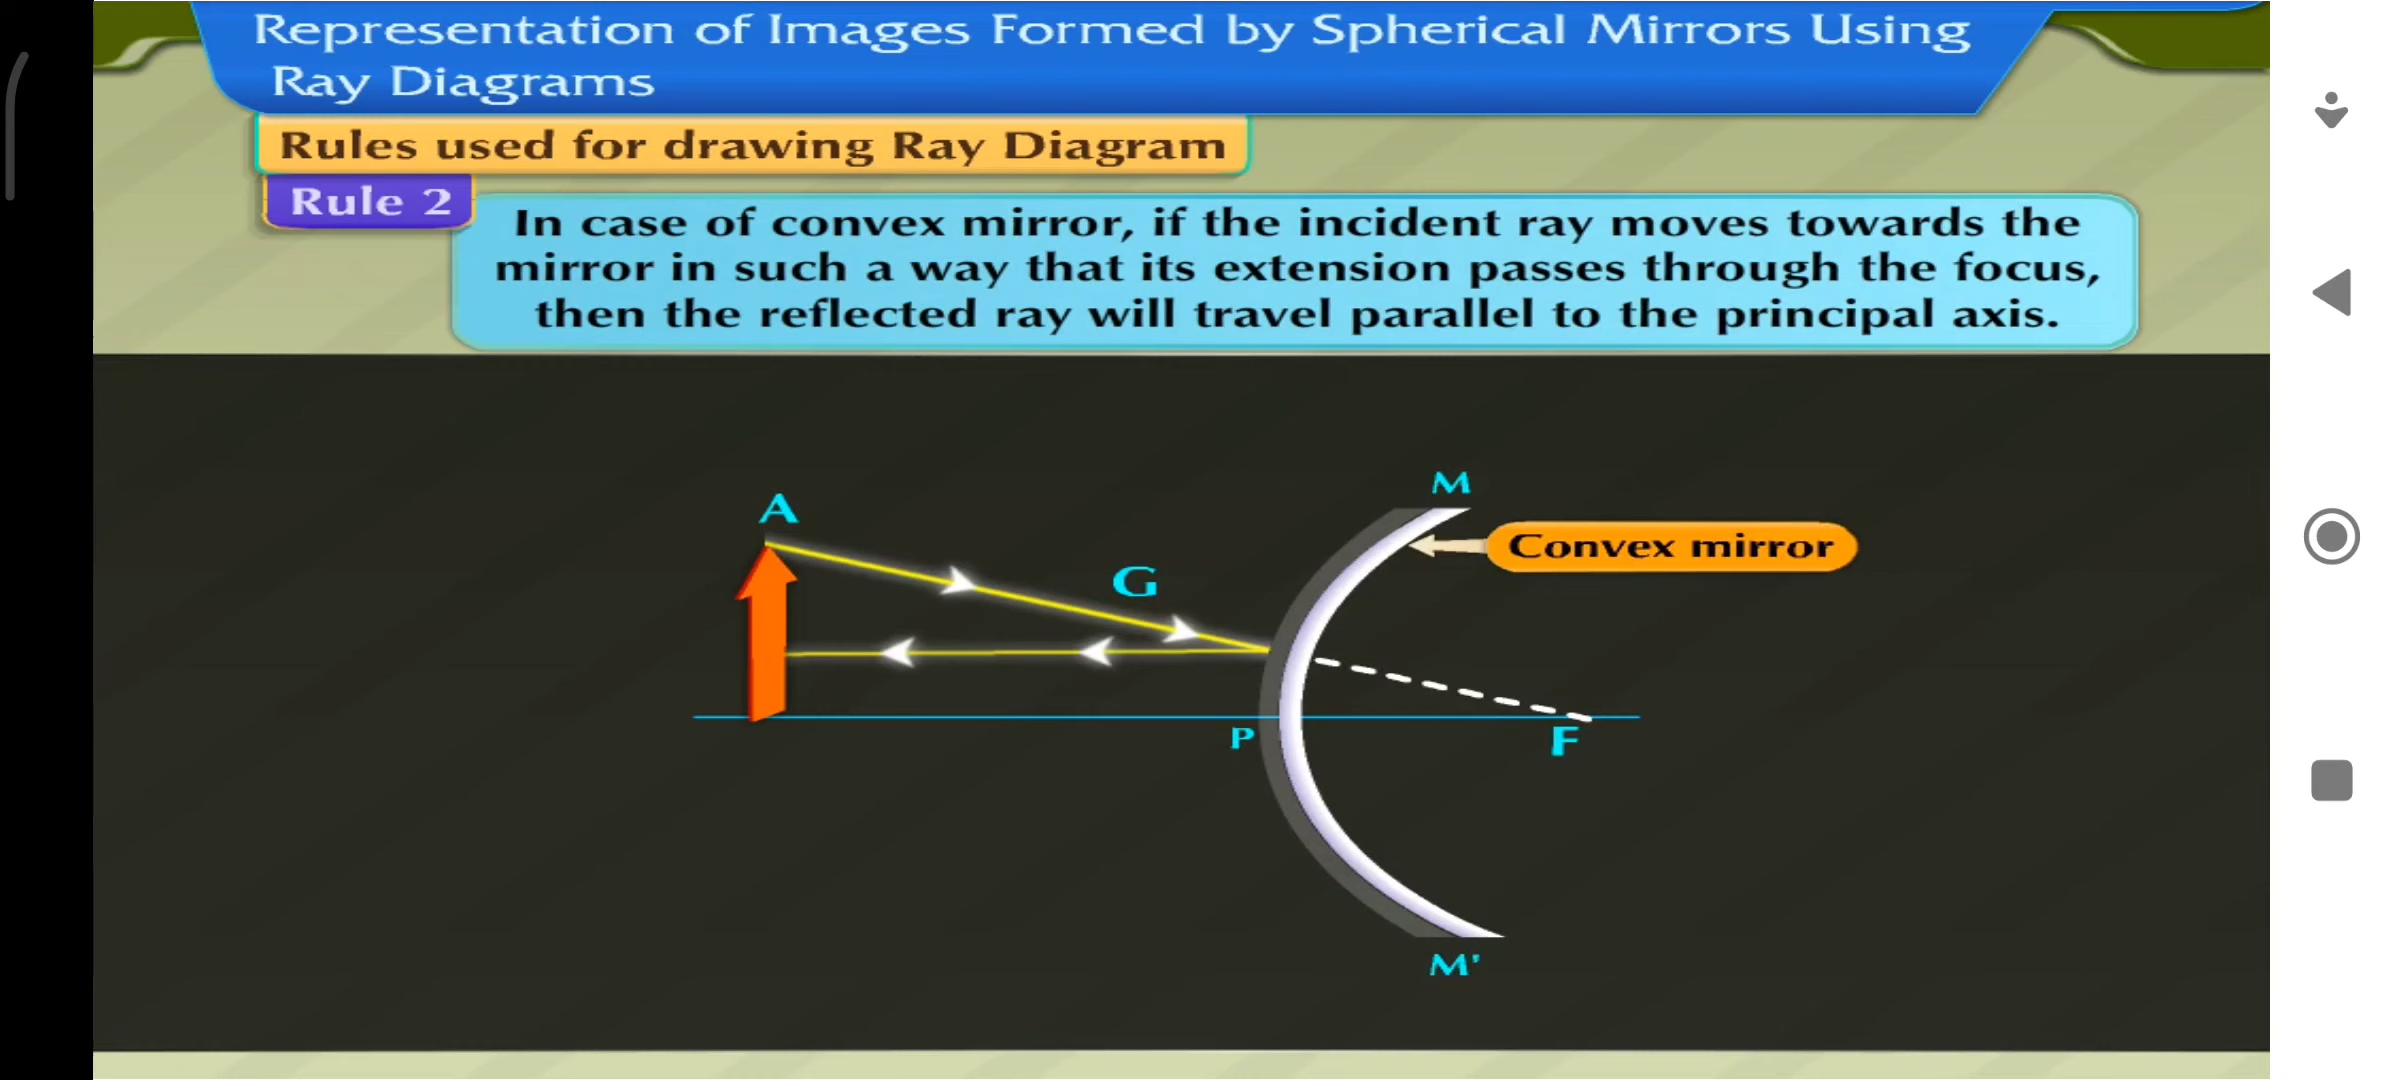 Representation of Images Formed by Spherical Mirrors Using
Ray Diagrams
Rules used for drawing Ray Diagram
Rule 2
In case of convex mirror, if the incident ray moves towards the
mirror in such a way that its extension passes through the focus,
then the reflected ray will travel parallel to the principal axis.
M
A
Convex mirror
G
P
F
M'